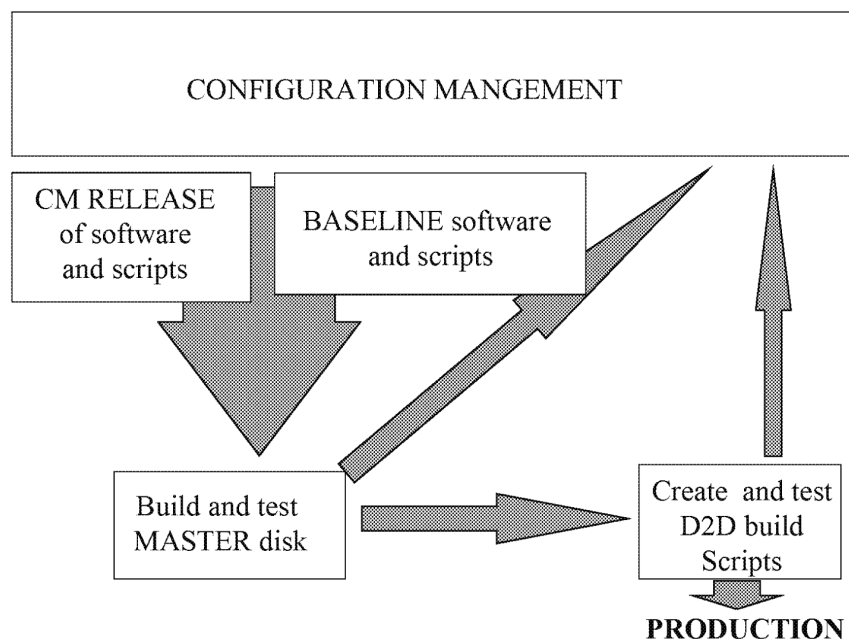 CONFIGURATION MANGEMENT
CM RELEASE
of software
and scripts
BASELINE software
and scripts
Build and test
MASTER disk
Create and test
D2D build
Scripts
PRODUCTION